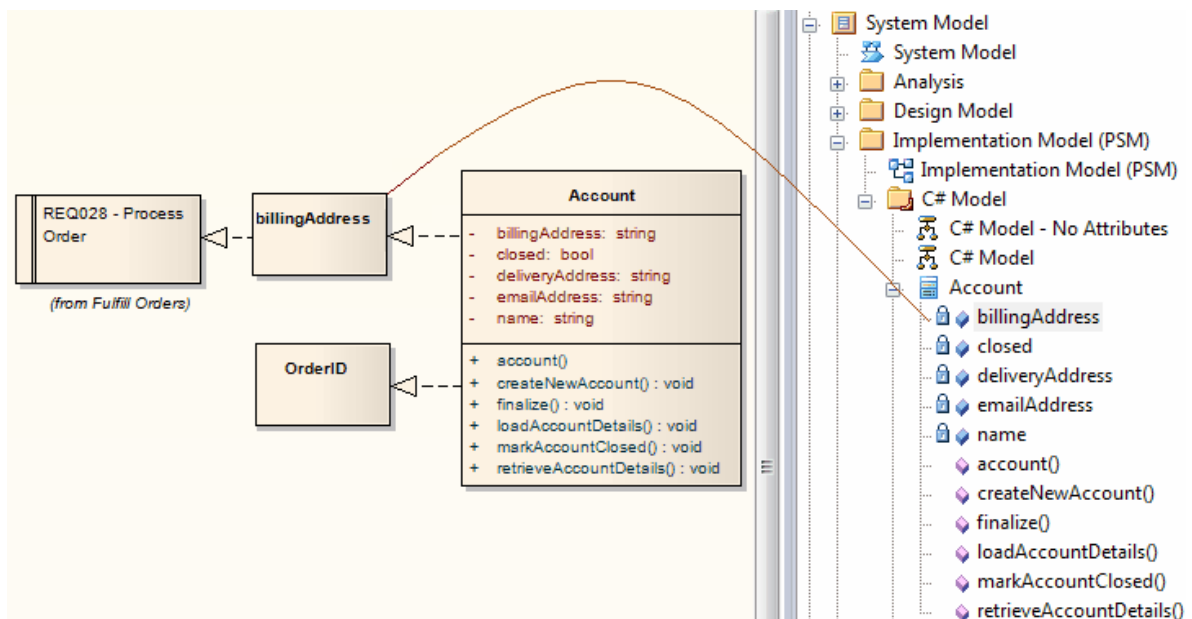 REQ028 - Process
Order
(from Fulfill Orders)
billingAddress
OrderID
Account
- billingAddress: string
- closed: bool
- deliveryAddress: string
- emailAddress: string
- name: string
+ account()
+ createNewAccount() : void
+ finalize() : void
+ loadAccountDetails() : void
+ markAccountClosed() : void
+ retrieveAccountDetails() : void
System Model
System Model
Analysis
Design Model
Implementation Model (PSM)
Implementation Model (PSM)
C# Model
C# Model - No Attributes
C# Model
Account
billingAddress
closed
deliveryAddress
emailAddress
name
account()
createNewAccount()
finalize()
loadAccountDetails()
markAccountClosed()
retrieveAccountDetails()